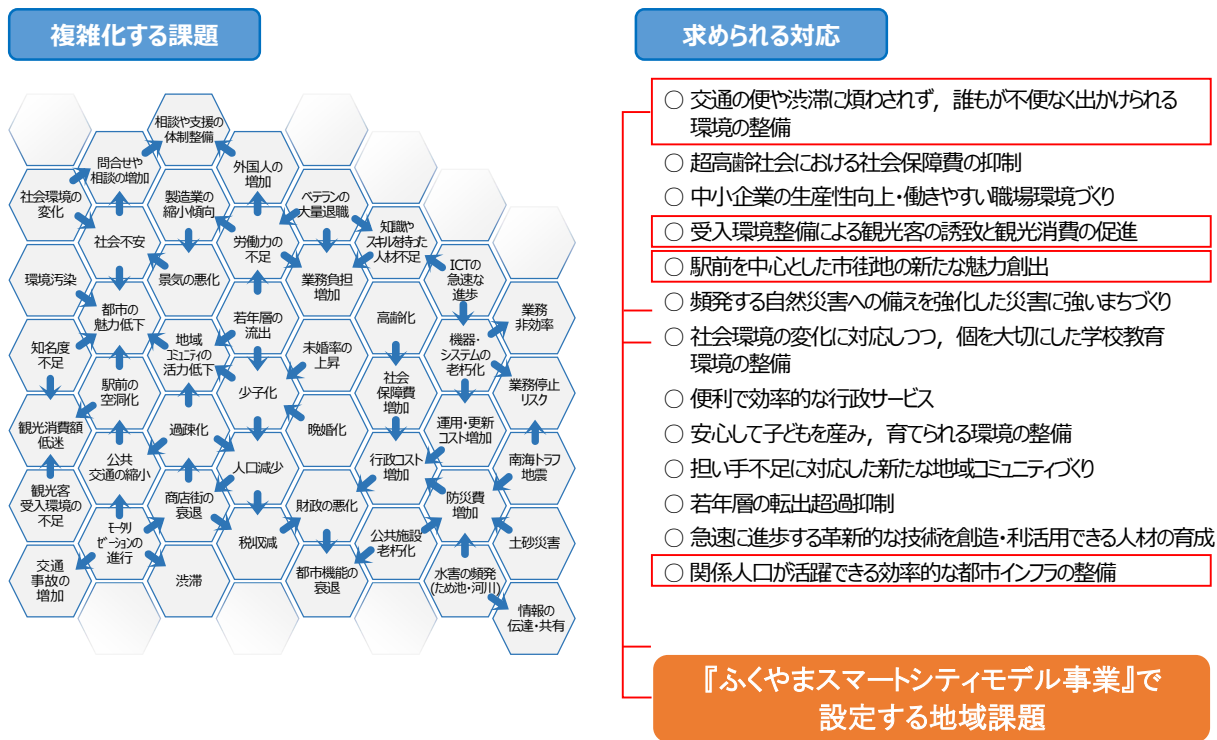 複雑化する課題
相談や支援の
体制整備
問合せや
相談の増加
外国人の
増加
社会環境の
変化
製造業の
縮小傾向
ベテランの
大量退職
社会不安
労働力の
不足
知識や
スキルを持った
人材不足
環境汚染
景気の悪化
業務負担
増加
ICTの
急速な
進歩
都市の
魅力低下
若年層の
流出
高齢化
業務
非効率
知名度
不足
地域
コミュニティの
活力低下
未婚率の
上昇
機器・
システムの
老朽化
駅前の
空洞化
少子化
社会
保障費
増加
業務停止
リスク
観光消費額
低迷
過疎化
晩婚化
運用・更新
コスト増加
公共
交通の縮小
人口減少
行政コスト
増加
南海トラフ
地震
観光客
受入環境の
不足
商店街の
衰退
財政の悪化
防災費
増加
モータリ
ゼーションの
進行
税収減
公共施設
老朽化
土砂災害
交通
事故の
増加
渋滞
都市機能の
衰退
水害の頻発
(ため池・河川)
情報の
伝達・共有
求められる対応
○ 交通の便や渋滞に煩わされず，誰もが不便なく出かけられる
環境の整備
○ 超高齢社会における社会保障費の抑制
○ 中小企業の生産性向上・働きやすい職場環境づくり
○ 受入環境整備による観光客の誘致と観光消費の促進
○ 駅前を中心とした市街地の新たな魅力創出
○ 頻発する自然災害への備えを強化した災害に強いまちづくり
○ 社会環境の変化に対応しつつ，個を大切にした学校教育
環境の整備
○ 便利で効率的な行政サービス
○ 安心して子どもを産み，育てられる環境の整備
○ 担い手不足に対応した新たな地域コミュニティづくり
○ 若年層の転出超過抑制
○ 急速に進歩する革新的な技術を創造・利活用できる人材の育成
○ 関係人口が活躍できる効率的な都市インフラの整備
『ふくやまスマートシティモデル事業』で
設定する地域課題